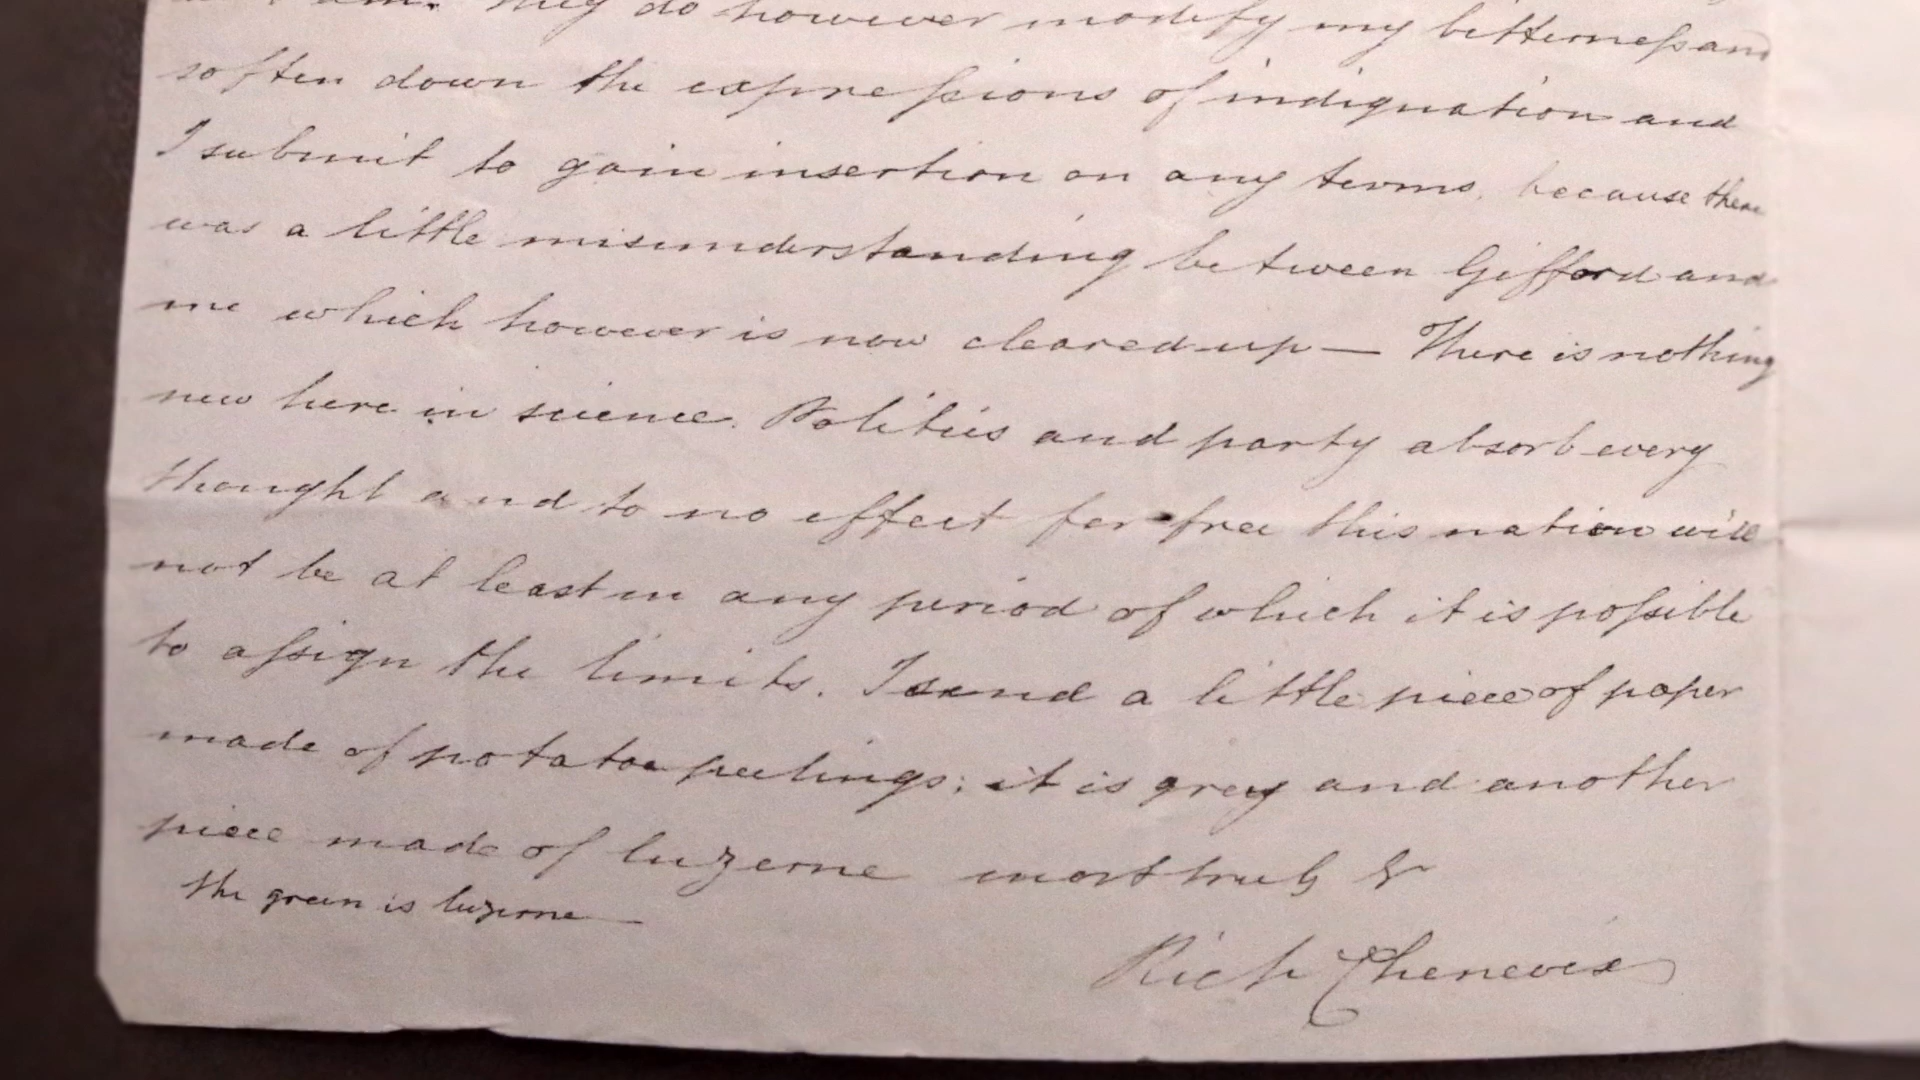 I am. They do however modify my bitterness and
soften down the expressions of indignation and
I submit to gain insertion on any terms, because there
was a little misunderstanding between Gifford and
me which however is now cleared up — There is nothing
new here in science. Politics and party absorb every
thought and to no effect for free this nation will
not be at least in any period of which it is possible
to assign the limits. I send a little piece of paper
made of potatoe peelings; it is grey and another
piece made of luzerne most truly &
the green is luzerne —
Rich Chenevix